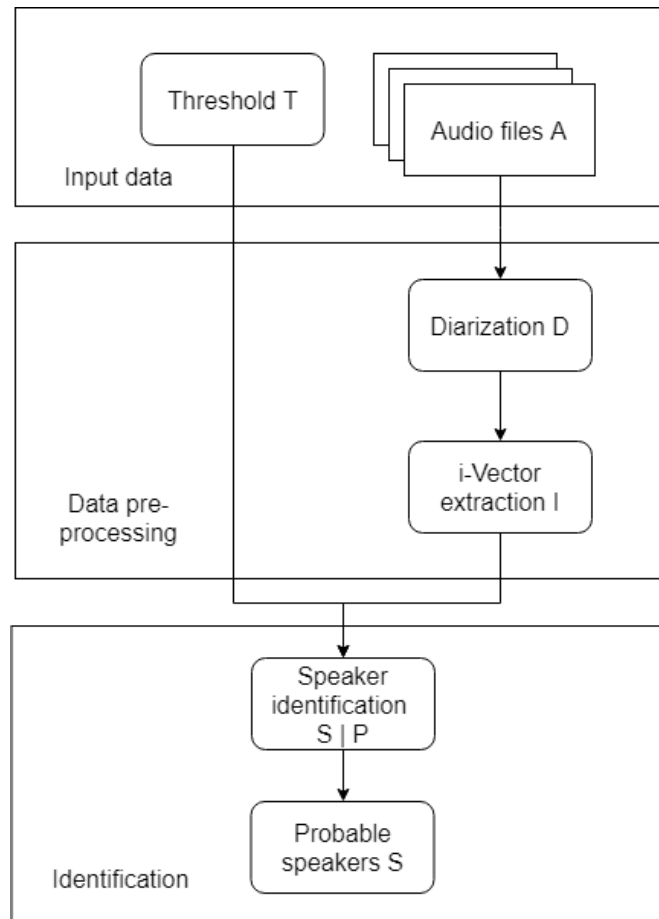 Threshold T
Audio files A
Input data
Diarization D
i-Vector
extraction I
Data pre-
processing
Speaker
identification
S | P
Probable
speakers S
Identification